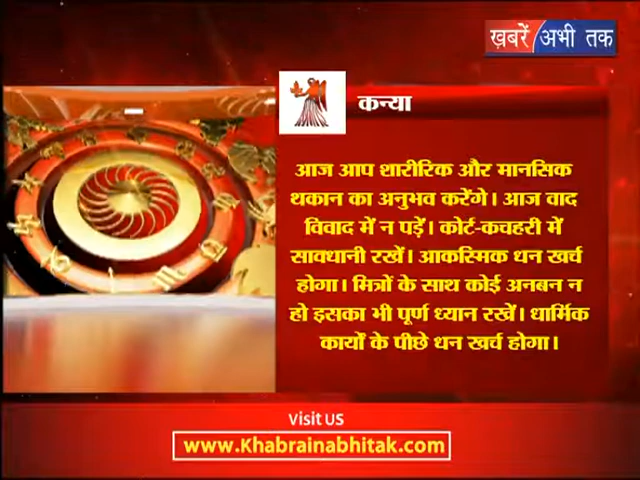 ख़बरें अभी तक
कन्या
आज आप शारीरिक और मानसिक
थकान का अनुभव करेंगे। आज वाद
विवाद में न पड़ें। कोर्ट-कचहरी में
सावधानी रखें। आकस्मिक धन खर्च
होगा। मित्रों के साथ कोई अनबन न
हो इसका भी पूर्ण ध्यान रखें। धार्मिक
कार्यो के पीछे धन खर्च होगा।
Visit US
www.Khabrainabhitak.com